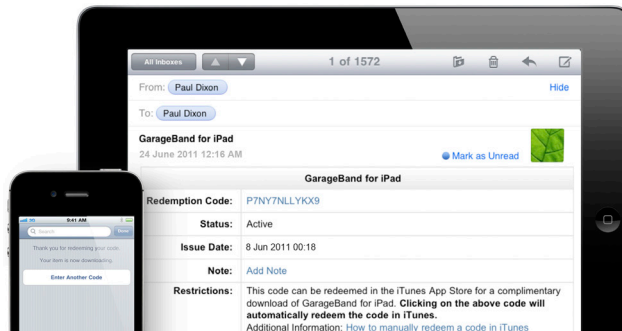 All Inboxes
1 of 1572
From: Paul Dixon
Hide
To: Paul Dixon
GarageBand for iPad
24 June 2011 12:16 AM
Mark as Unread
GarageBand for iPad
Redemption Code: P7NY7NLLYKX9
Status: Active
Issue Date: 8 Jun 2011 00:18
Note: Add Note
Restrictions: This code can be redeemed in the iTunes App Store for a complimentary
download of GarageBand for iPad. Clicking on the above code will
automatically redeem the code in iTunes.
Additional Information: How to manually redeem a code in iTunes
9:41 AM
Search
Done
Thank you for redeeming your code.
Your item is now downloading.
Enter Another Code